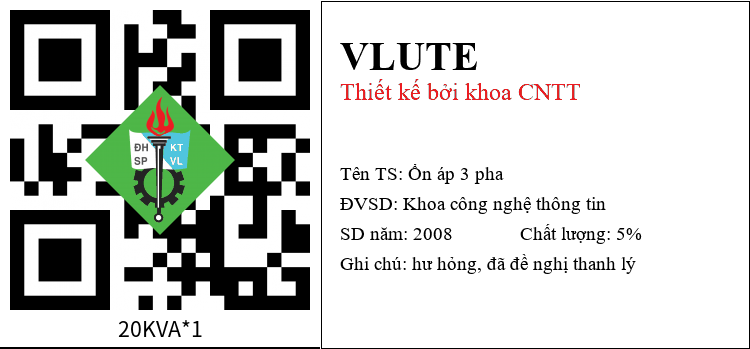 ĐH KT
SP VL
20KVA*1
VLUTE
Thiết kế bởi khoa CNTT
Tên TS: Ổn áp 3 pha
ĐVSD: Khoa công nghệ thông tin
SD năm: 2008 Chất lượng: 5%
Ghi chú: hư hỏng, đã đề nghị thanh lý